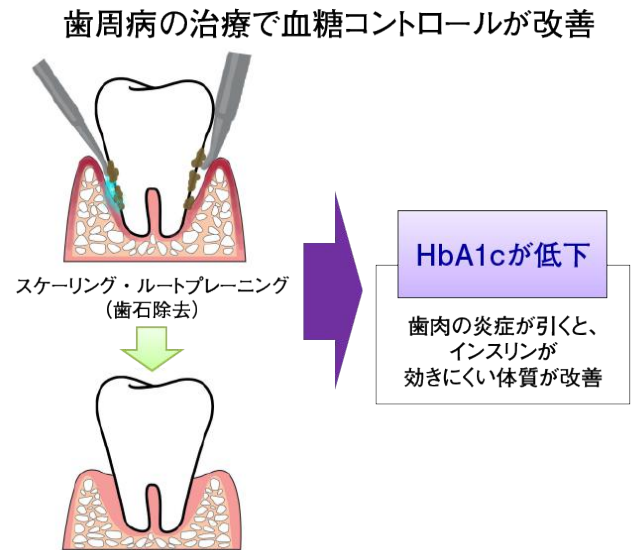 歯周病の治療で血糖コントロールが改善
スケーリング・ルートプレーニング
(歯石除去)
HbA1cが低下
歯肉の炎症が引くと、
インスリンが
効きにくい体質が改善